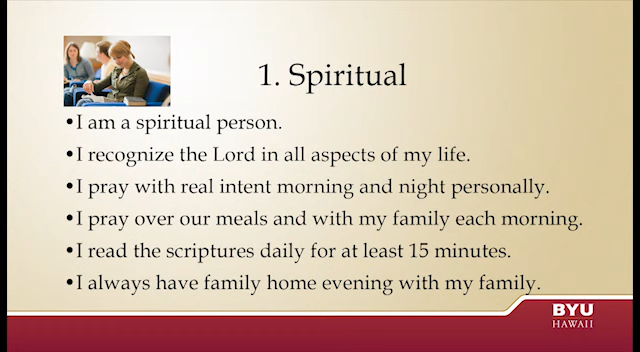 1. Spiritual
•I am a spiritual person.
•I recognize the Lord in all aspects of my life.
•I pray with real intent morning and night personally.
•I pray over our meals and with my family each morning.
•I read the scriptures daily for at least 15 minutes.
•I always have family home evening with my family.
BYU
HAWAII